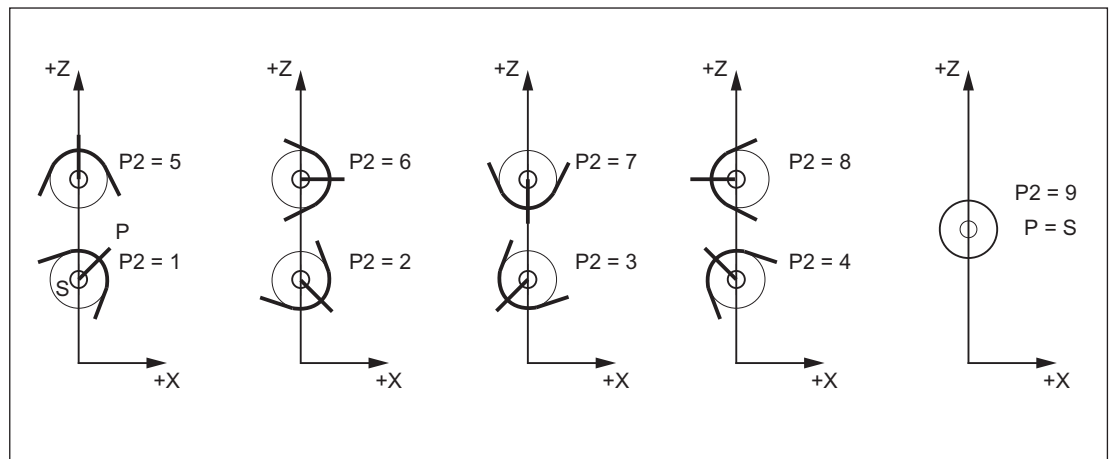 +Z +Z +Z +Z +Z
P2 = 5 P2 = 6 P2 = 7 P2 = 8
P2 = 9
P P = S
P2 = 1 P2 = 2 P2 = 3 P2 = 4
S
+X +X +X +X +X